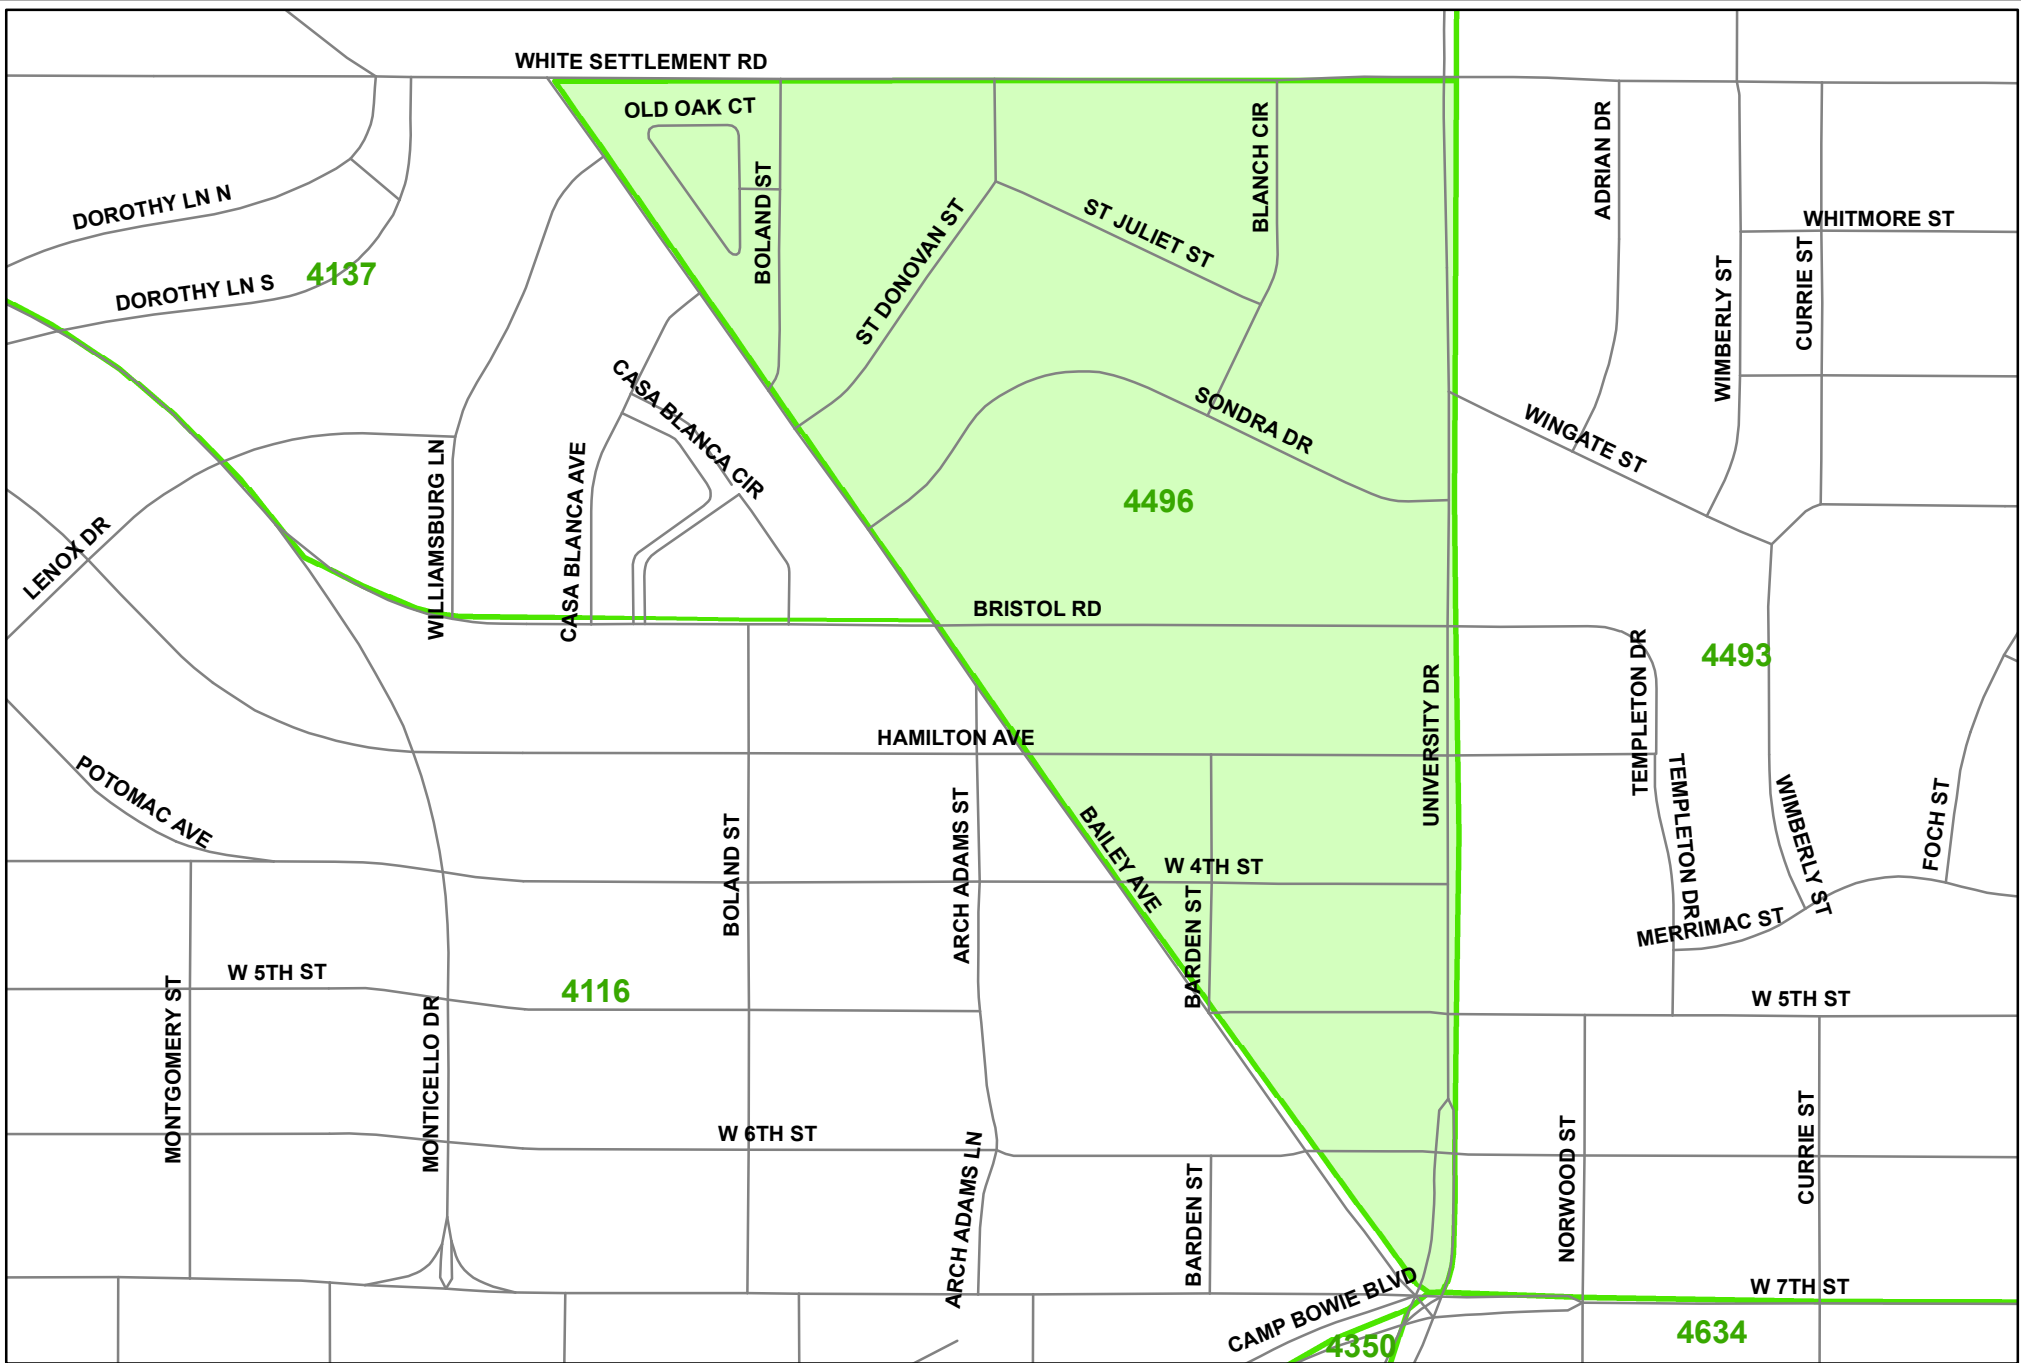 WHITE SETTLEMENT RD
OLD OAK CT
BOLAND ST
BLANCH CIR
ADRIAN DR
DOROTHY LN N
ST DONOVAN ST
ST JULIET ST
WHITMORE ST
CURRIE ST
WIMBERLY ST
4137
DOROTHY LN S
CASA BLANCA CIR
SONDRA DR
WINGATE ST
4496
WILLIAMSBURG LN
CASA BLANCA AVE
LENOX DR
BRISTOL RD
4493
TEMPLETON DR
UNIVERSITY DR
HAMILTON AVE
POTOMAC AVE
BOLAND ST
ARCH ADAMS ST
BAILEY AVE
W 4TH ST
BARDEN ST
TEMPLETON DR
WIMBERLY ST
FOCH ST
MERRIMAC ST
W 5TH ST
4116
W 5TH ST
MONTGOMERY ST
MONTICELLO DR
W 6TH ST
ARCH ADAMS LN
BARDEN ST
NORWOOD ST
CURRIE ST
CAMP BOWIE BLVD
W 7TH ST
4350
4634